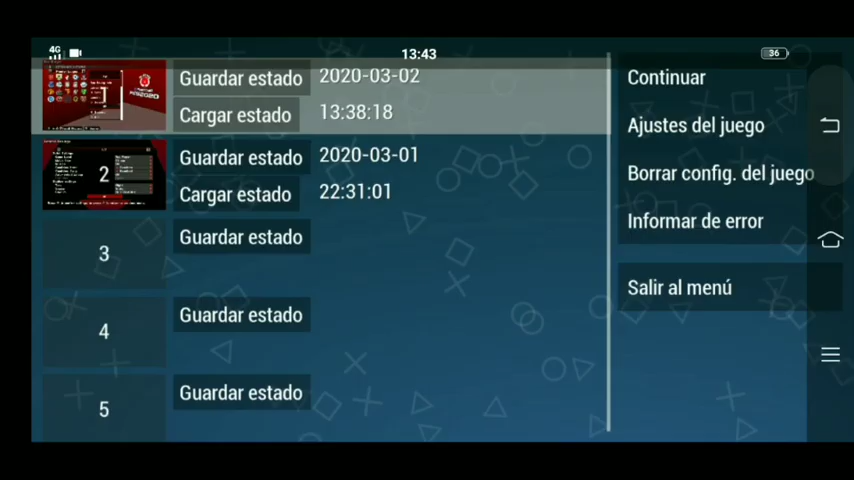 4G
13:43
36
1
Guardar estado
2020-03-02
Cargar estado
13:38:18
2
Guardar estado
2020-03-01
Cargar estado
22:31:01
3
Guardar estado
4
Guardar estado
5
Guardar estado
Continuar
Ajustes del juego
Borrar config. del juego
Informar de error
Salir al menú